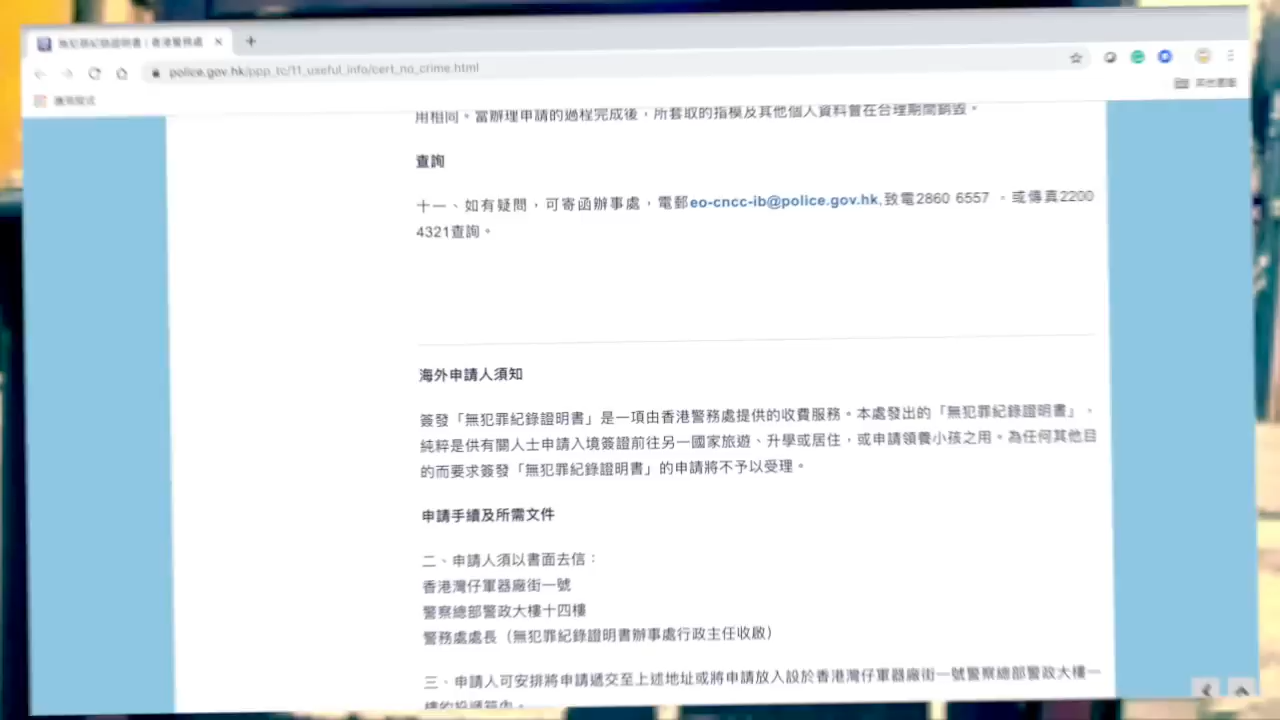 無犯罪紀錄證明書 | 香港警務處
police.gov.hk/ppp_tc/11_useful_info/cert_no_crime.html
應用程式
其他書籤
用相同。當辦理申請的過程完成後，所套取的指模及其他個人資料會在合理期間銷毀。
查詢
十一、如有疑問，可寄函辦事處，電郵eo-cncc-ib@police.gov.hk,致電2860 6557 。或傳真2200
4321查詢。
海外申請人須知
簽發「無犯罪紀錄證明書」是一項由香港警務處提供的收費服務。本處發出的「無犯罪紀錄證明書」、
純粹是供有關人士申請入境簽證前往另一國家旅遊、升學或居住，或申請領養小孩之用。為任何其他目
的而要求簽發「無犯罪紀錄證明書」的申請將不予以受理。
申請手續及所需文件
二、申請人須以書面去信：
香港灣仔軍器廠街一號
警察總部警政大樓十四樓
警務處處長（無犯罪紀錄證明書辦事處行政主任收啟）
三、申請人可安排將申請遞交至上述地址或將申請放入設於香港灣仔軍器廠街一號警察總部警政大樓一
樓的投遞箱內。